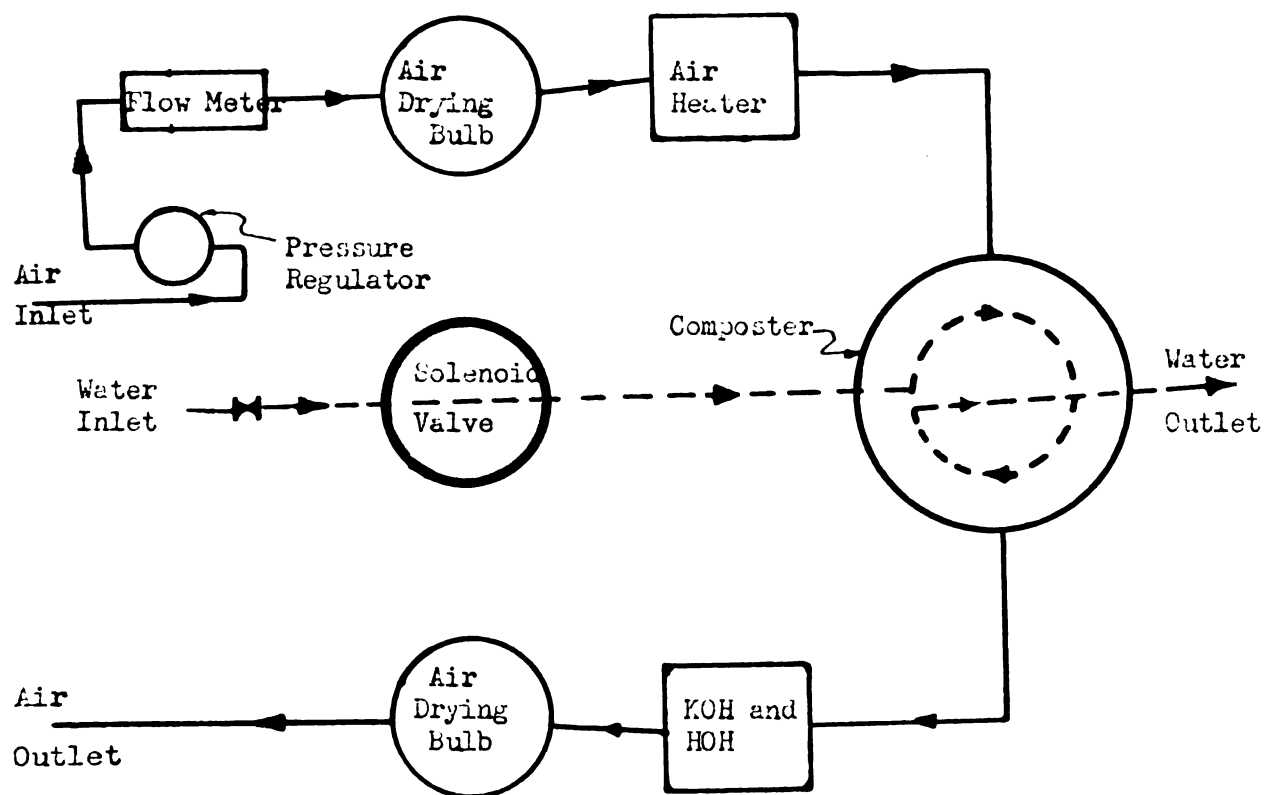 Flow Meter
Air
Drying
Bulb
Air
Heater
Pressure
Regulator
Air
Inlet
Composter
Water
Outlet
Water
Inlet
Solenoid
Valve
Air
Outlet
Air
Drying
Bulb
KOH and
HOH